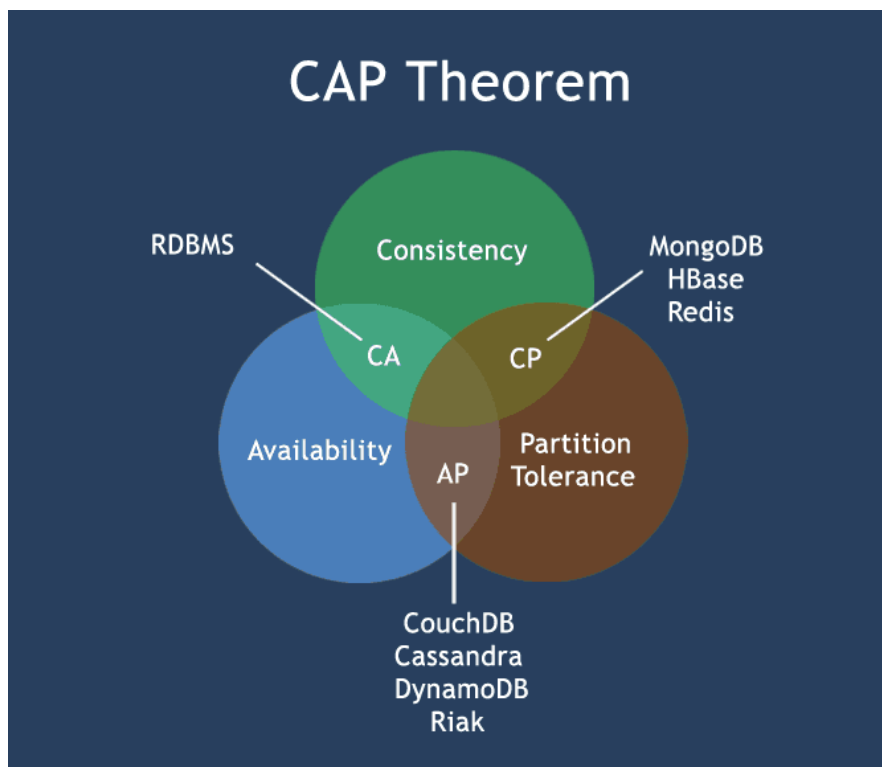 CAP Theorem
Consistency
RDBMS
MongoDB
HBase
Redis
CA
CP
Availability
Partition
Tolerance
AP
CouchDB
Cassandra
DynamoDB
Riak